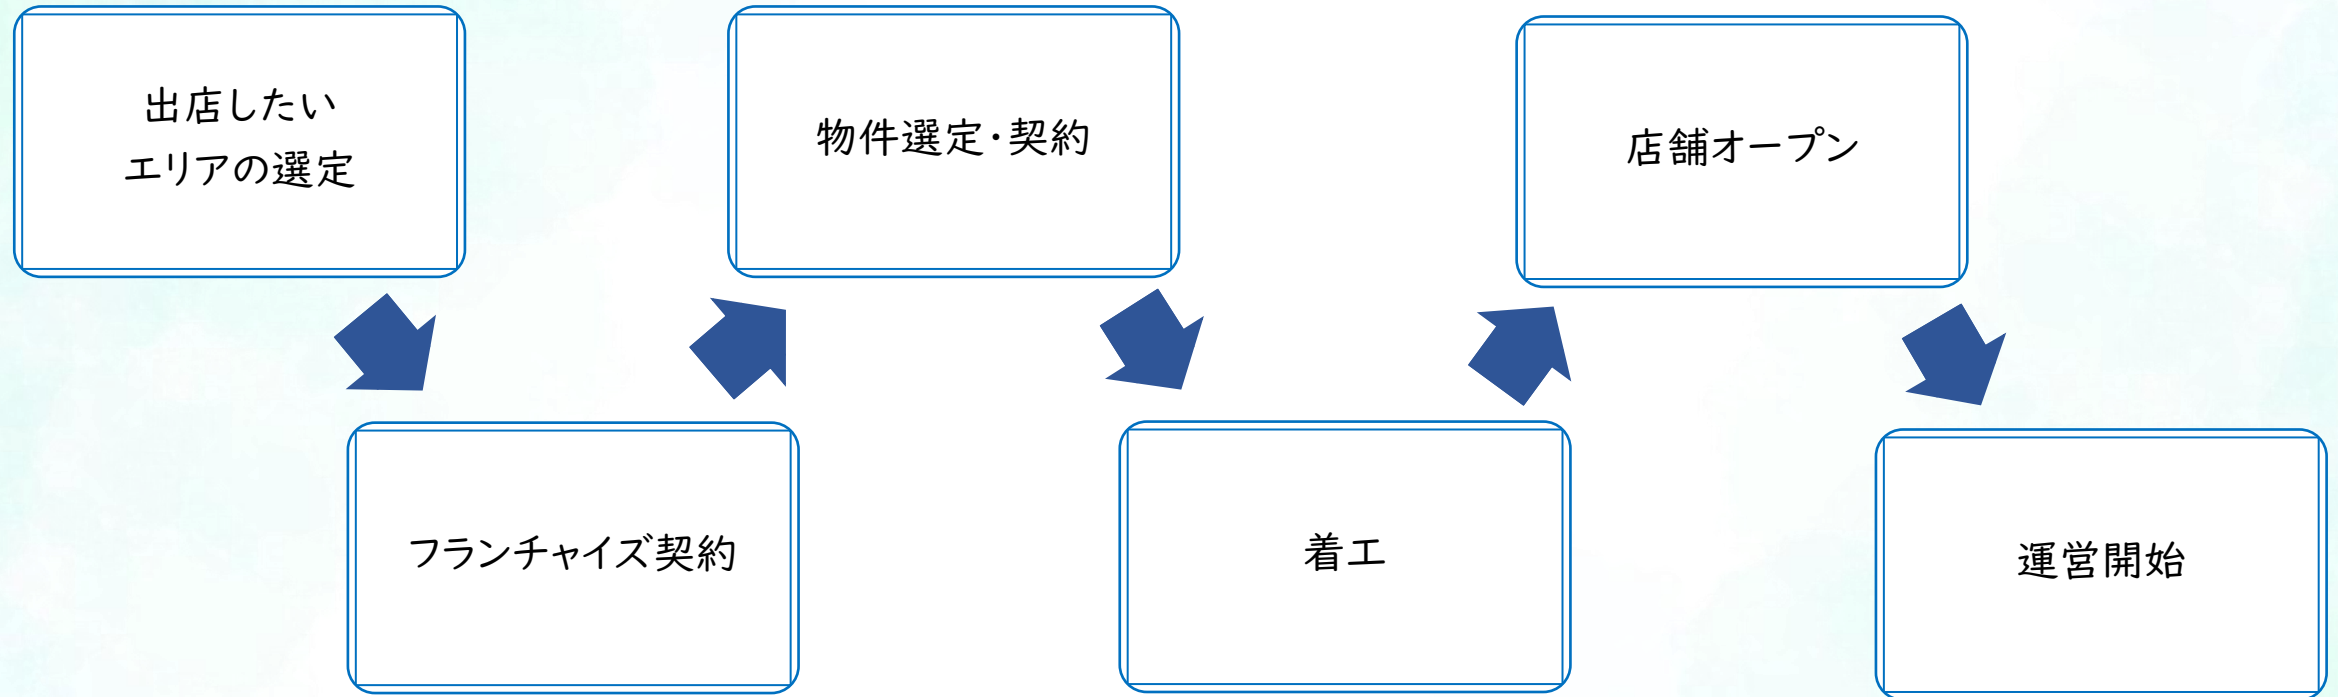 出店したい
エリアの選定
フランチャイズ契約
物件選定・契約
着工
店舗オープン
運営開始